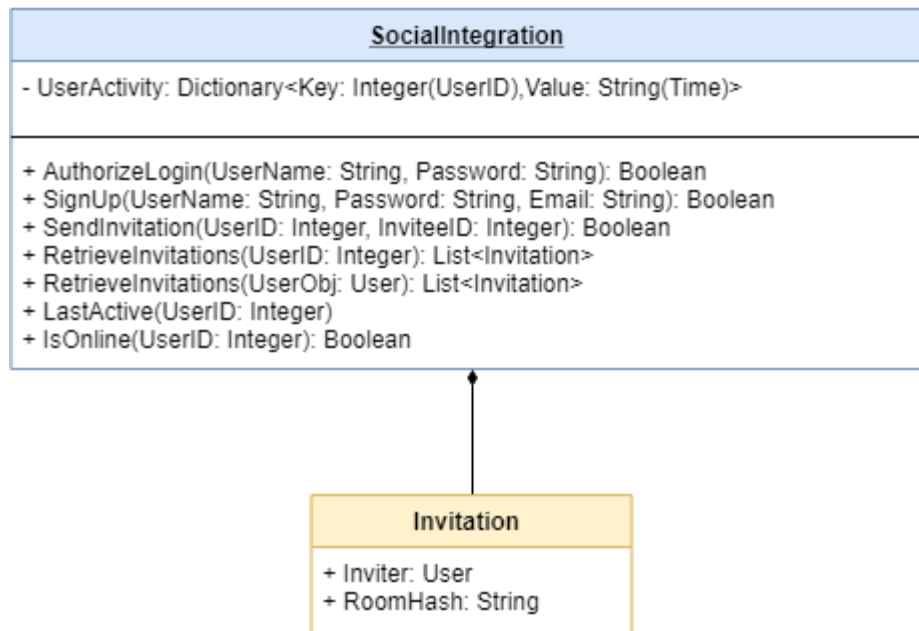 SocialIntegration
- UserActivity: Dictionary<Key: Integer(UserID),Value: String(Time)>
+ AuthorizeLogin(UserName: String, Password: String): Boolean
+ SignUp(UserName: String, Password: String, Email: String): Boolean
+ SendInvitation(UserID: Integer, InviteeID: Integer): Boolean
+ RetrieveInvitations(UserID: Integer): List<Invitation>
+ RetrieveInvitations(UserObj: User): List<Invitation>
+ LastActive(UserID: Integer)
+ IsOnline(UserID: Integer): Boolean
Invitation
+ Inviter: User
+ RoomHash: String